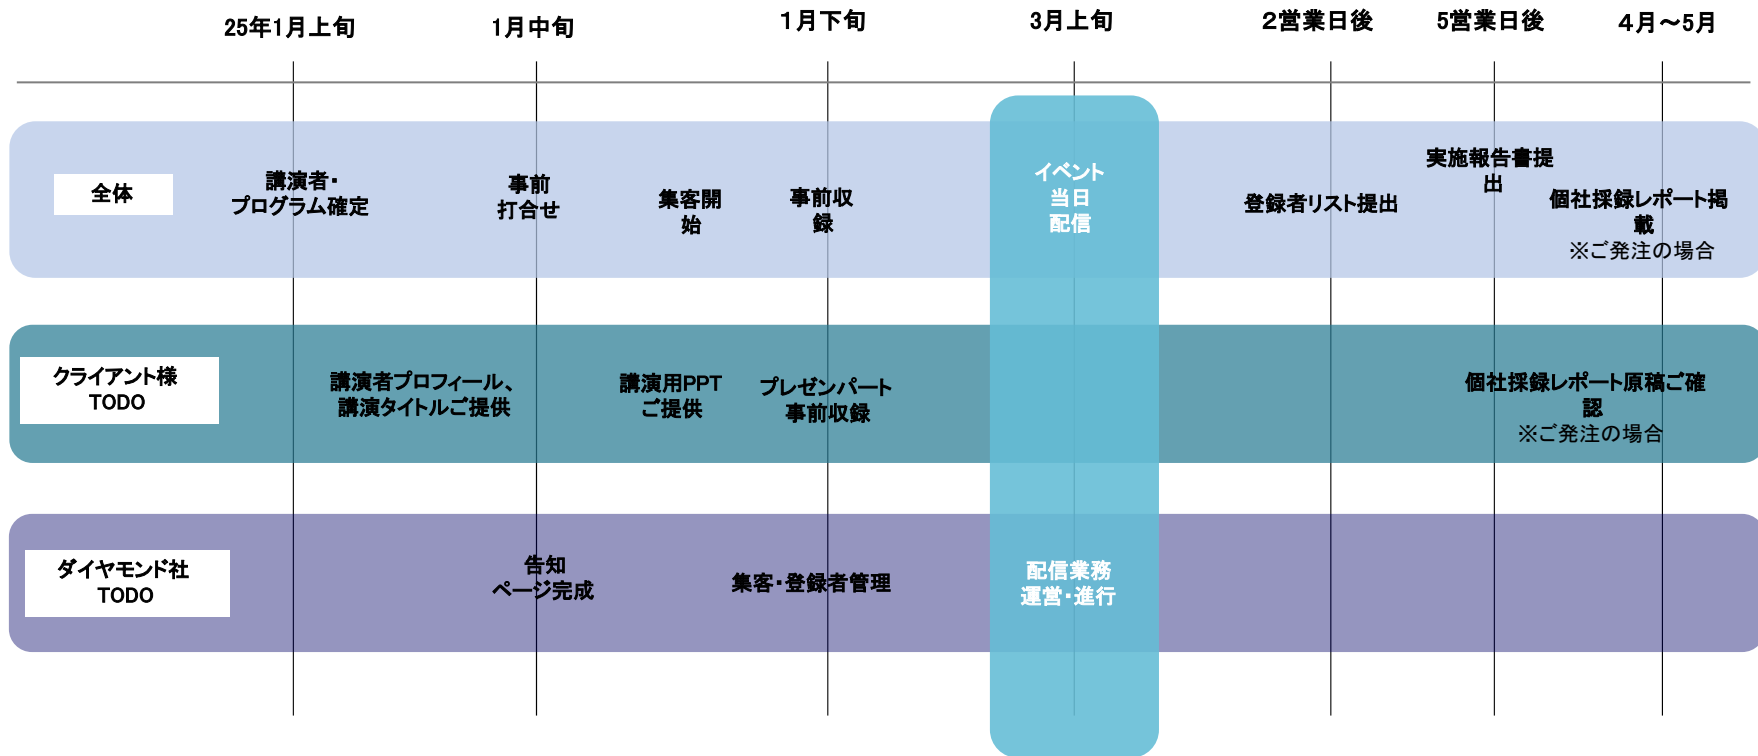 25年1月上旬
1月中旬
1月下旬
3月上旬
2営業日後
5営業日後
4月～5月
全体
講演者・
プログラム確定
事前
打合せ
集客開
始
事前収
録
イベント
当日
配信
登録者リスト提出
実施報告書提
出
個社採録レポート掲
載
※ご発注の場合
クライアント様
TODO
講演者プロフィール、
講演タイトルご提供
講演用PPT
ご提供
プレゼンパート
事前収録
個社採録レポート原稿ご確
認
※ご発注の場合
ダイヤモンド社
TODO
告知
ページ完成
集客・登録者管理
配信業務
運営・進行